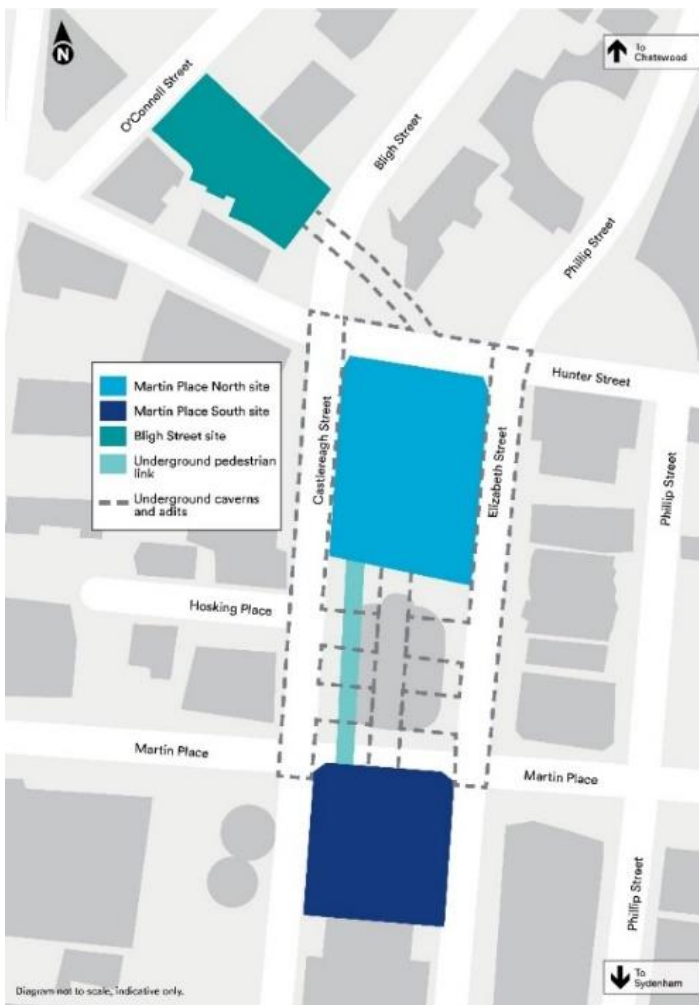 N
To
Chatswood
O'Connell Street
Bligh Street
Phillip Street
Hunter Street
Martin Place North site
Martin Place South site
Bligh Street site
Underground pedestrian
link
Underground caverns
and adits
Castlereagh Street
Elizabeth Street
Phillip Street
Hosking Place
Martin Place
Martin Place
Phillip Street
Diagram not to scale, indicative only.
To
Sydenham